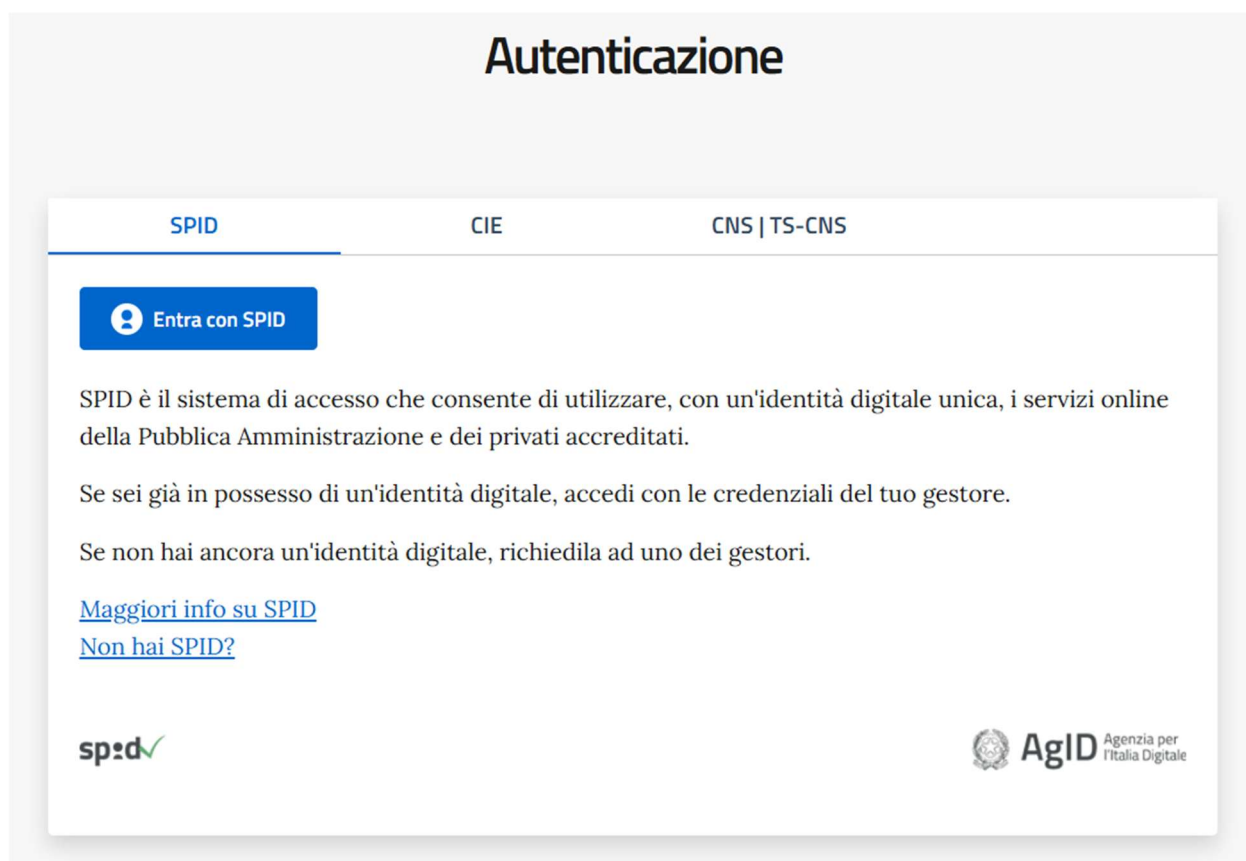 Autenticazione
SPID CIE CNS | TS-CNS
Entra con SPID
SPID è il sistema di accesso che consente di utilizzare, con un'identità digitale unica, i servizi online
della Pubblica Amministrazione e dei privati accreditati.
Se sei già in possesso di un'identità digitale, accedi con le credenziali del tuo gestore.
Se non hai ancora un'identità digitale, richiedila ad uno dei gestori.
Maggiori info su SPID
Non hai SPID?
spid
AgID Agenzia per
l'Italia Digitale